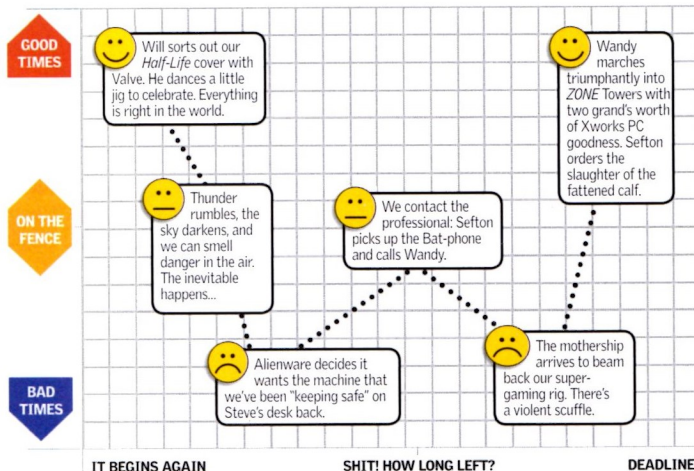 GOOD
TIMES
Will sorts out our
Half-Life cover with
Valve. He dances a little
jig to celebrate. Everything
is right in the world.
Wandy
marches
triumphantly into
ZONE Towers with
two grand's worth
of Xworks PC
goodness. Sefton
orders the
slaughter of the
fattened calf.
ON THE
FENCE
Thunder
rumbles, the
sky darkens, and
we can smell
danger in the air.
The inevitable
happens...
We contact the
professional: Sefton
picks up the Bat-phone
and calls Wandy.
BAD
TIMES
Alienware decides it
wants the machine that
we've been "keeping safe" on
Steve's desk back.
The mothership
arrives to beam
back our super-
gaming rig. There's
a violent scuffle.
IT BEGINS AGAIN
SHIT! HOW LONG LEFT?
DEADLINE